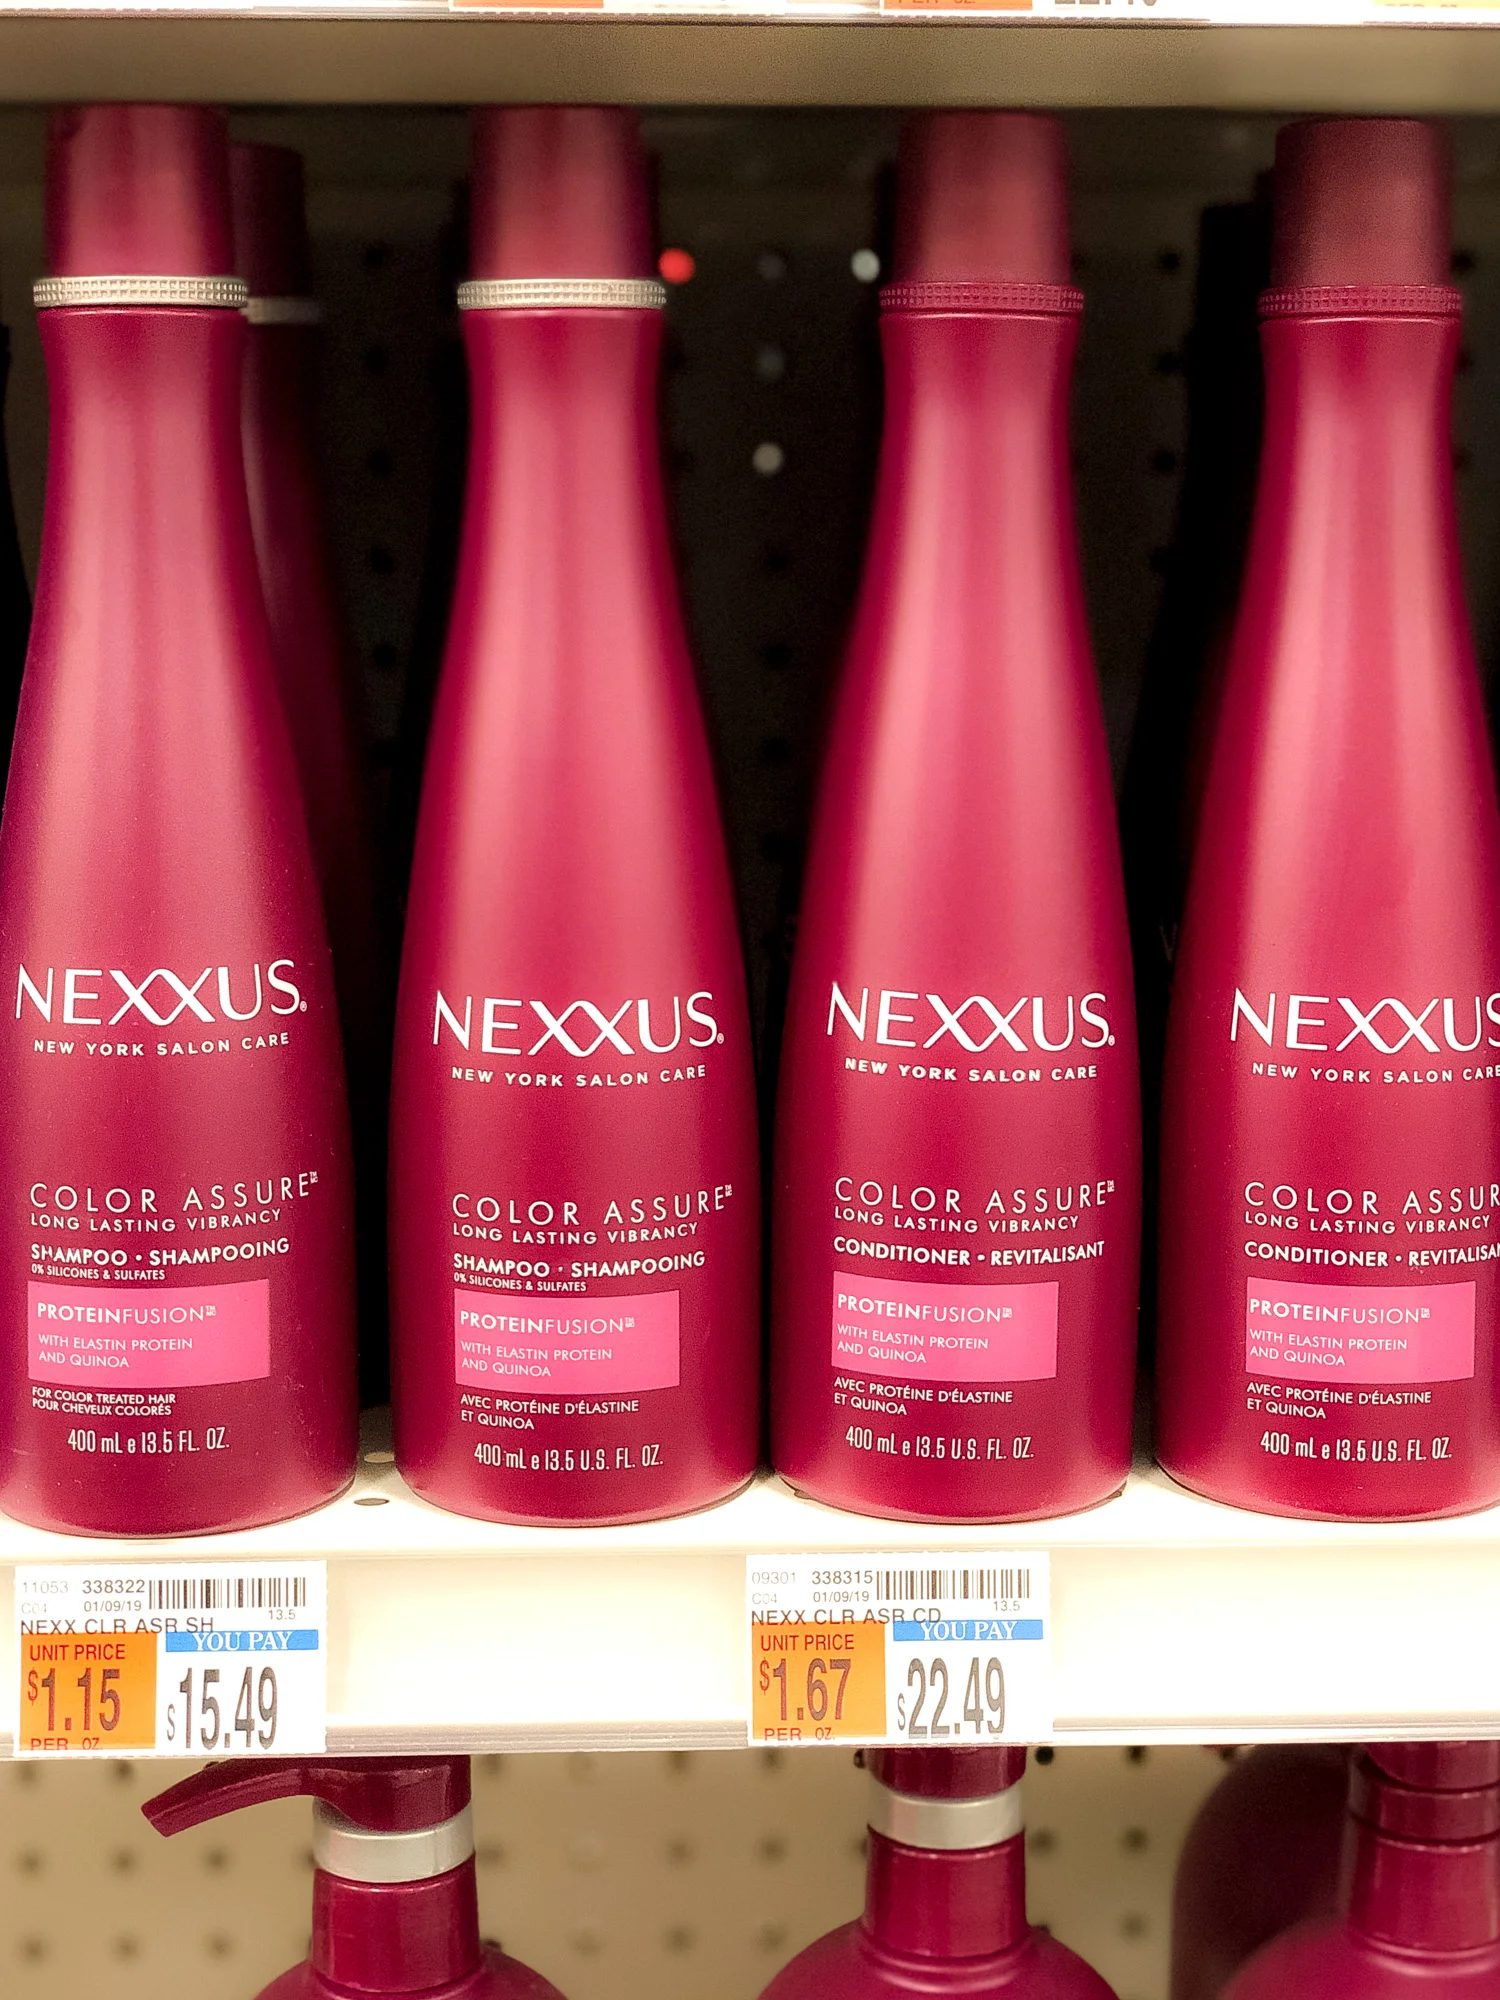 NEXXUS®
NEW YORK SALON CARE
COLOR ASSURE™
LONG LASTING VIBRANCY
SHAMPOO • SHAMPOOING
0% SILICONES & SULFATES
PROTEINFUSION
WITH ELASTIN PROTEIN
AND QUINOA
FOR COLOR TREATED HAIR
POUR CHEVEUX COLORÉS
400 mL e 13.5 FL. OZ.
NEXXUS®
NEW YORK SALON CARE
COLOR ASSURE
LONG LASTING VIBRANCY
SHAMPOO • SHAMPOOING
0% SILICONES & SULFATES
PROTEINFUSION
WITH ELASTIN PROTEIN
AND QUINOA
AVEC PROTÉINE D'ÉLASTINE
ET QUINOA
400 mL e 13.5 U.S. FL. OZ.
NEXXUS®
NEW YORK SALON CARE
COLOR ASSURE
LONG LASTING VIBRANCY
CONDITIONER • REVITALISANT
PROTEINFUSION
WITH ELASTIN PROTEIN
AND QUINOA
AVEC PROTÉINE D'ÉLASTINE
ET QUINOA
400 mL e 13.5 U.S. FL. OZ.
NEXXUS
NEW YORK SALON CARE
COLOR ASSUR
LONG LASTING VIBRANCY
CONDITIONER • REVITALISAN
PROTEINFUSION
WITH ELASTIN PROTEIN
AND QUINOA
AVEC PROTÉINE D'ÉLASTINE
ET QUINOA
400 mL e 13.5 U.S. FL. OZ.
11053 338322
C04 01/09/19 13.5
NEXX CLR ASR SH
UNIT PRICE YOU PAY
$1.15 $15.49
PER OZ.
09301 338315
C04 01/09/19 13.5
NEXX CLR ASR CD
UNIT PRICE YOU PAY
$1.67 $22.49
PER OZ.